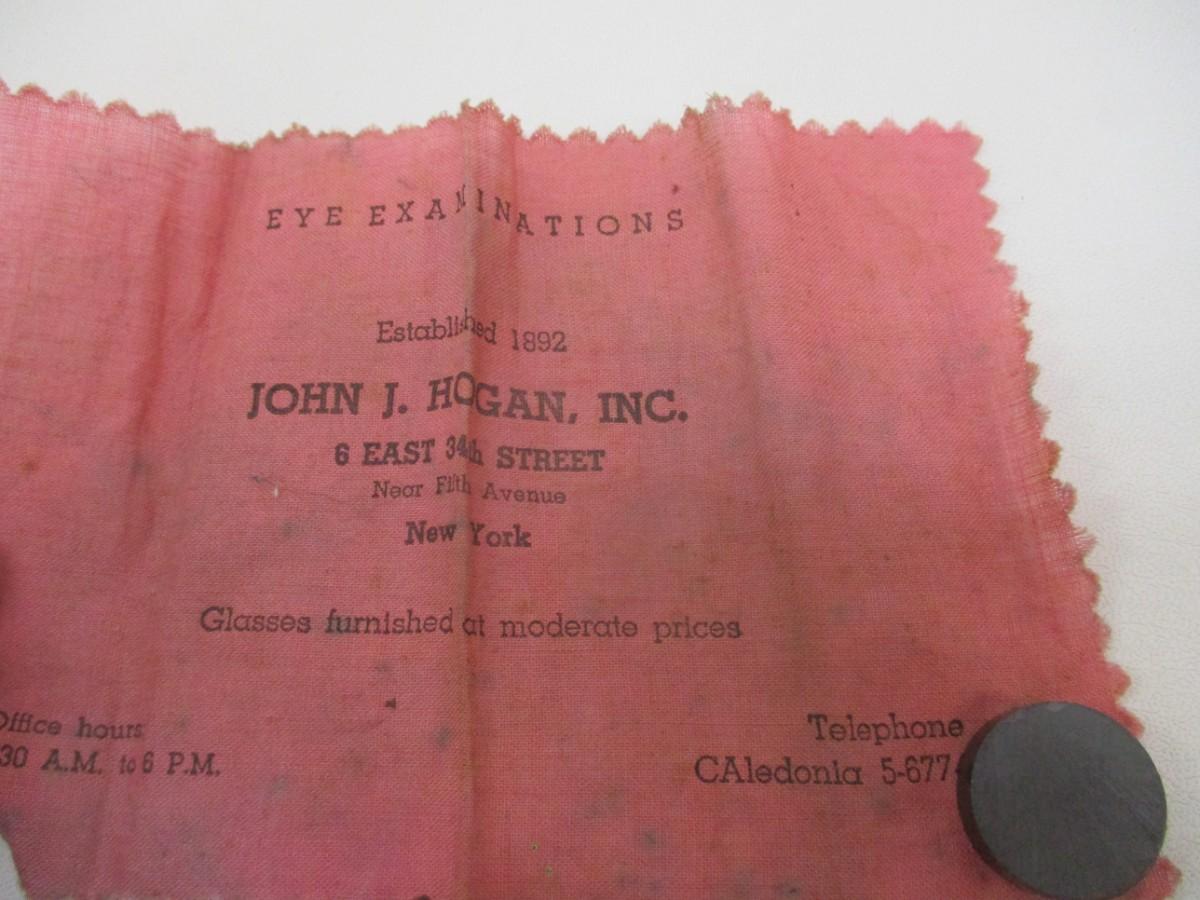 EYE EXAMINATIONS
Established 1892
JOHN J. HOGAN, INC.
6 EAST 34th STREET
Near Fifth Avenue
New York
Glasses furnished at moderate prices
Office hours
30 A.M. to 6 P.M.
Telephone
CAledonia 5-677